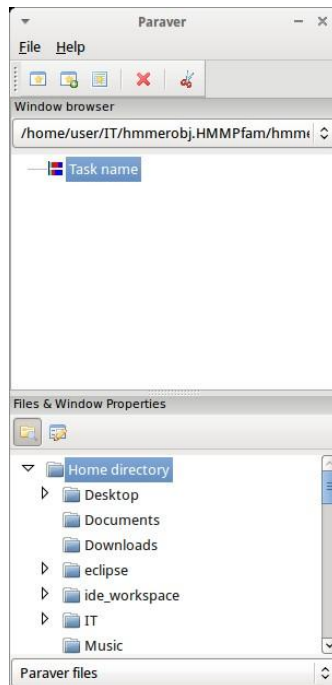 Paraver
File Help
Window browser
/home/user/IT/hmmerobj.HMMPfam/hmme
Task name
Files & Window Properties
Home directory
Desktop
Documents
Downloads
eclipse
ide_workspace
IT
Music
Paraver files